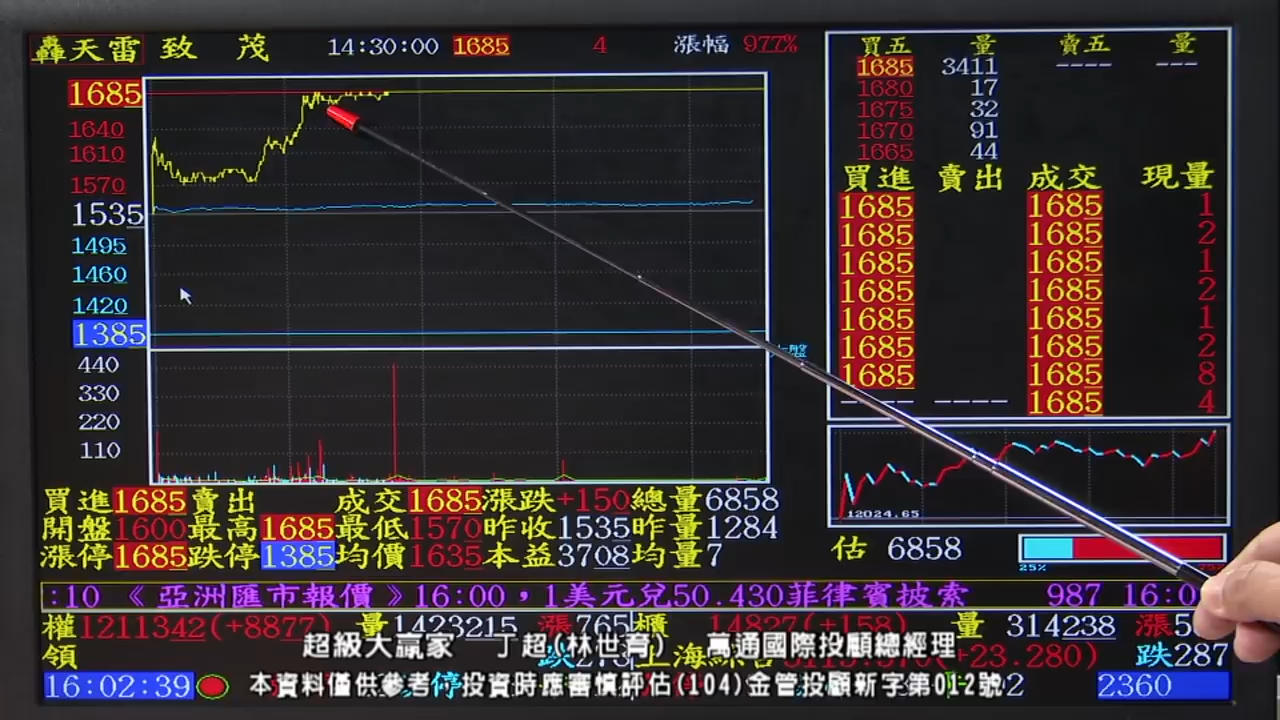 轟天雷 致 茂 14:30:00 1685 4 漲幅 977%
1685
1640
1610
1570
1535
1495
1460
1420
1385
440
330
220
110
買五 量 賣五 量
1685 3411 ---- ---
1680 17
1675 32
1670 91
1665 44
買進 賣出 成交 現量
1685 1685 1
1685 1685 2
1685 1685 1
1685 1685 2
1685 1685 1
1685 1685 2
1685 1685 8
---- ---- 1685 4
12024.65
買進1685賣出 成交1685漲跌+150總量6858
開盤1600最高1685最低1570昨收1535昨量1284
漲停1685跌停1385均價1635本益3708均量7
估 6858
25% 75%
:10 《亞洲匯市報價》16:00,1美元兌50.430菲律賓披索 987 16:0
權1211342(+8877) 量1423215 漲765櫃 14827(+158) 量 314238 漲5
超級大贏家 丁超(林世育) 萬通國際投顧總經理
領 跌 上海綜合 (+23.280) 跌287
16:02:39 停 2 2360
本資料僅供參考 投資時應審慎評估(104)金管投顧新字第012號